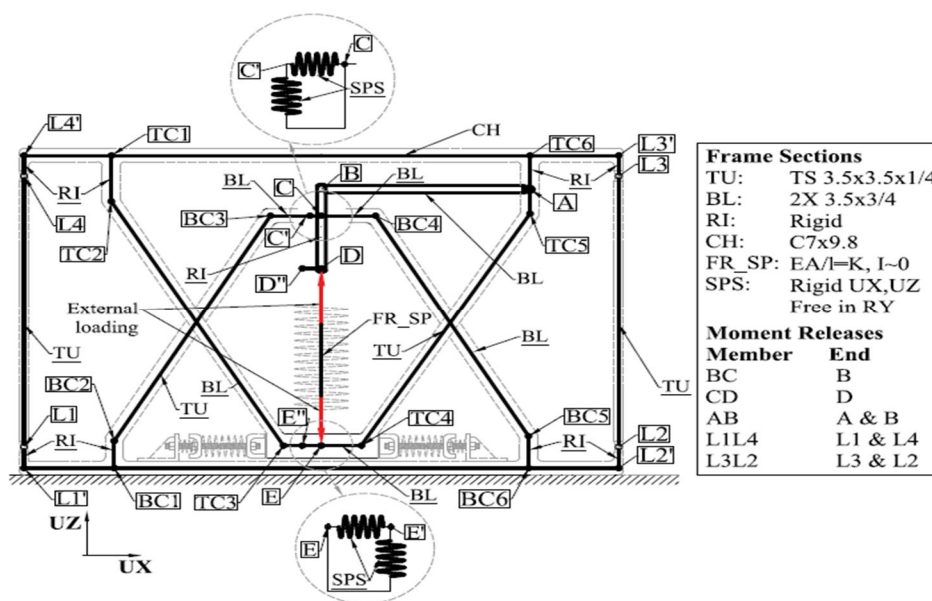 C
C'
SPS
L4'
TC1
CH
TC6
L3'
L3
RI
BL
C
B
BL
RI
A
L4
BC3
C'
BC4
TC2
TC5
RI
D
D"
BL
External
loading
FR_SP
TU
TU
BL
TU
BC2
BL
TU
E"
TC4
BC5
L1
RI
RI
L2
L2'
L1'
BC1
TC3
E
BL
BC6
UZ
UX
E
E'
SPS
Frame Sections
TU: TS 3.5x3.5x1/4
BL: 2X 3.5x3/4
RI: Rigid
CH: C7x9.8
FR_SP: EA/l=K, I~0
SPS: Rigid UX,UZ
Free in RY
Moment Releases
Member End
BC B
CD D
AB A & B
L1L4 L1 & L4
L3L2 L3 & L2